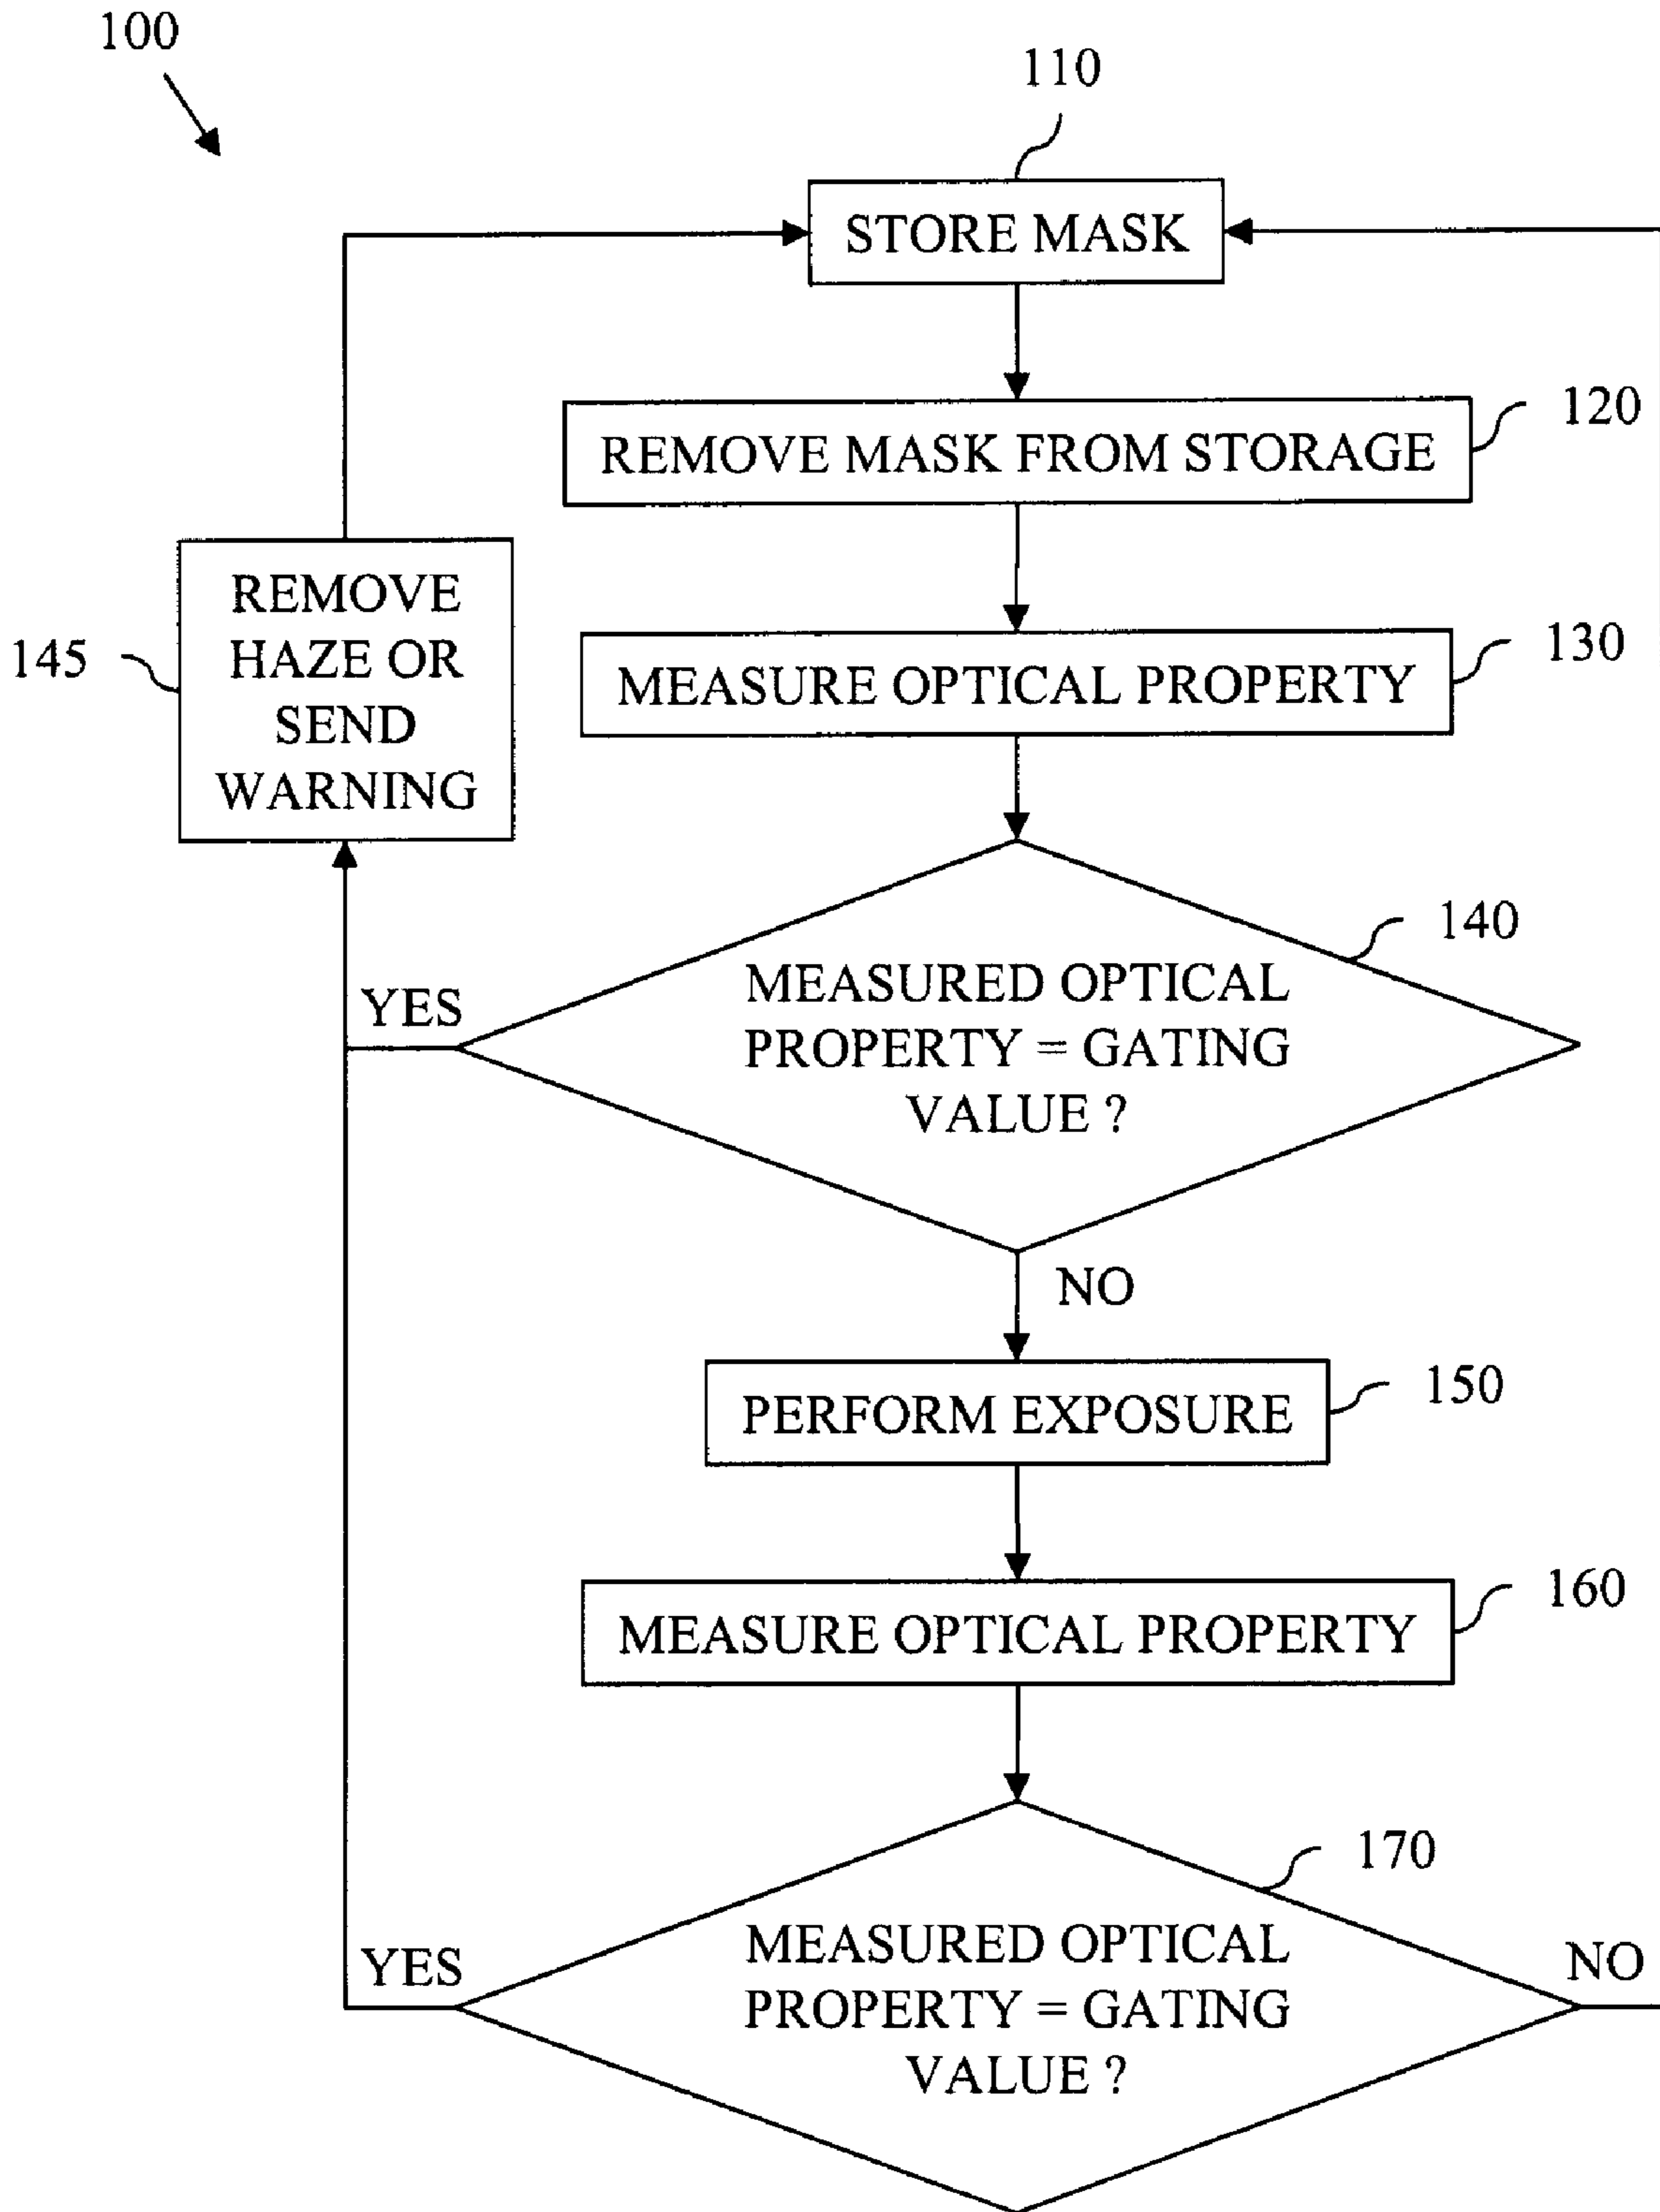 100
110
STORE MASK
120
REMOVE MASK FROM STORAGE
130
MEASURE OPTICAL PROPERTY
145
REMOVE
HAZE OR
SEND
WARNING
140
MEASURED OPTICAL
PROPERTY = GATING
VALUE ?
YES
NO
150
PERFORM EXPOSURE
160
MEASURE OPTICAL PROPERTY
170
MEASURED OPTICAL
PROPERTY = GATING
VALUE ?
YES
NO